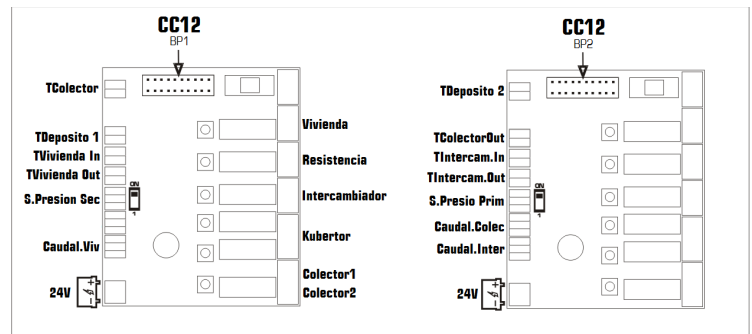 CC12
BP1
TColector
TDeposito 1
TVivienda In
TVivienda Out
S.Presion Sec
Caudal.Viv
24V
+
-
ON
1
Vivienda
Resistencia
Intercambiador
Kubertor
Colector1
Colector2
CC12
BP2
TDeposito 2
TColectorOut
TIntercam.In
TIntercam.Out
S.Presio Prim
Caudal.Colec
Caudal.Inter
24V
+
-
ON
1